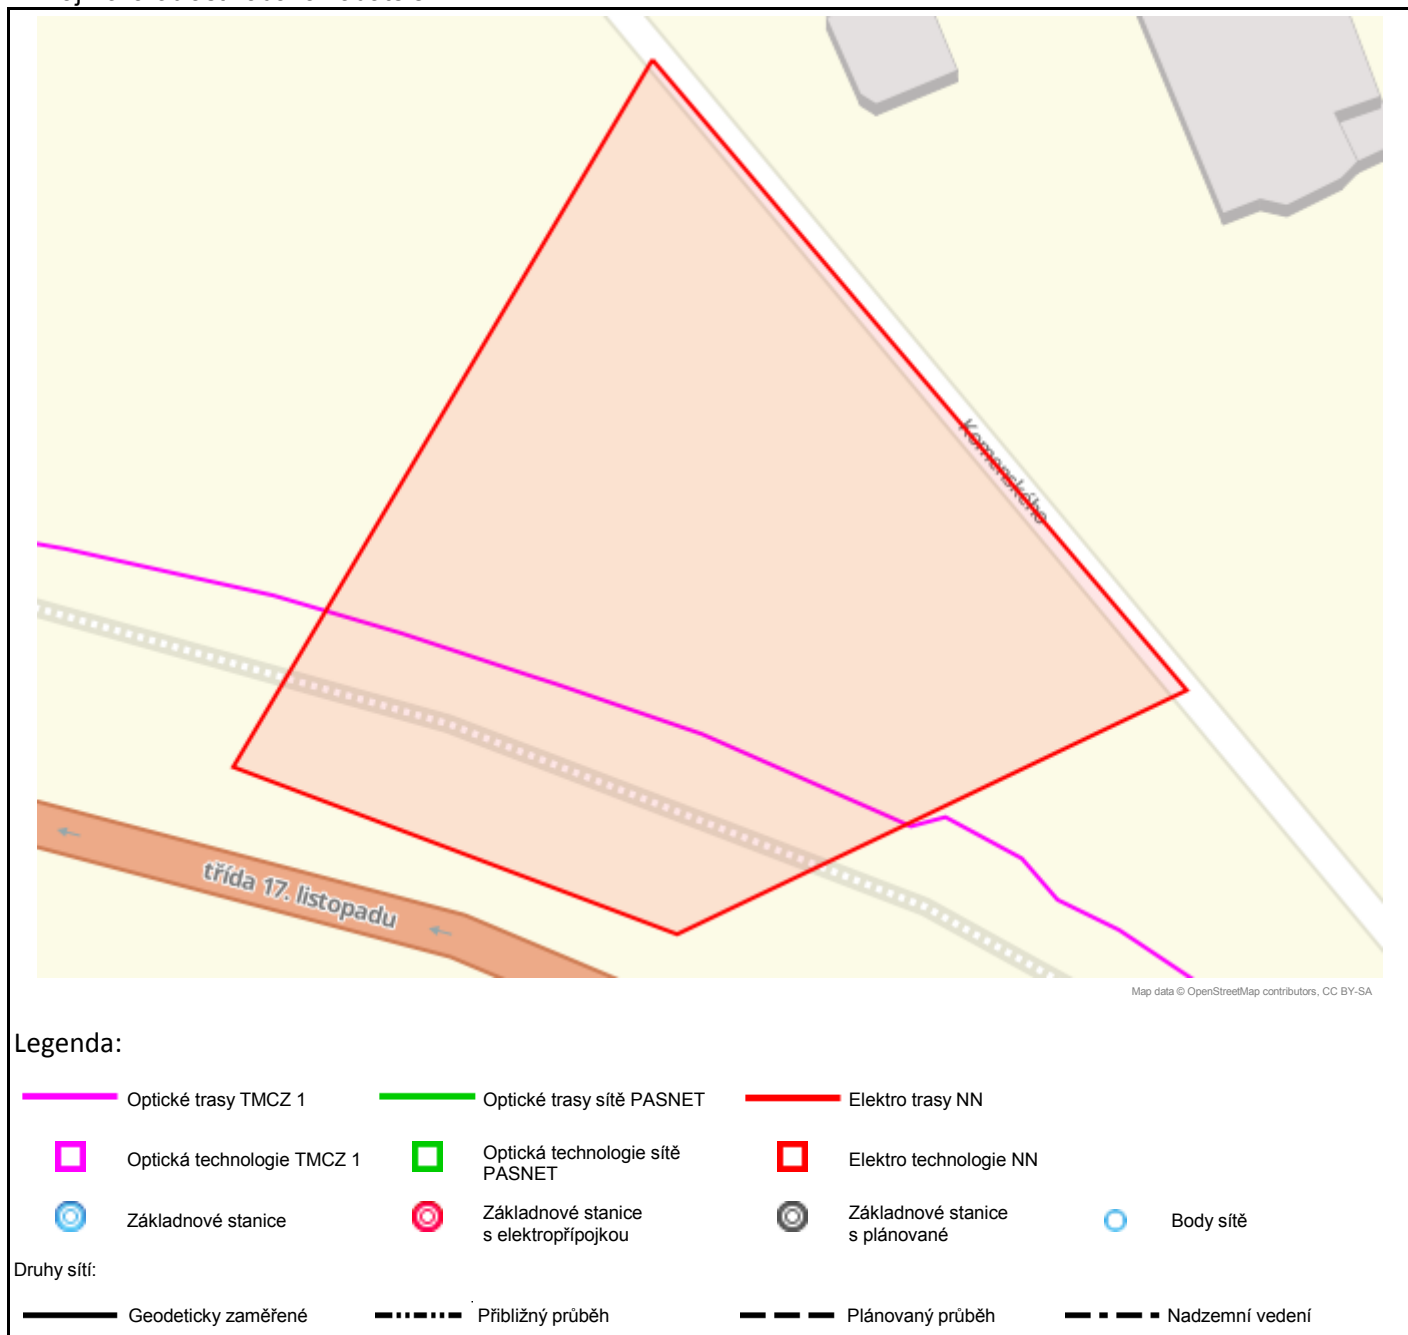 Komenského
třída 17. listopadu
Map data © OpenStreetMap contributors, CC BY-SA
Legenda:
Optické trasy TMCZ 1
Optické trasy sítě PASNET
Elektro trasy NN
Optická technologie TMCZ 1
Optická technologie sítě
PASNET
Elektro technologie NN
Základnové stanice
Základnové stanice
s elektropřípojkou
Základnové stanice
s plánované
Body sítě
Druhy sítí:
Geodeticky zaměřené
Přibližný průběh
Plánovaný průběh
Nadzemní vedení